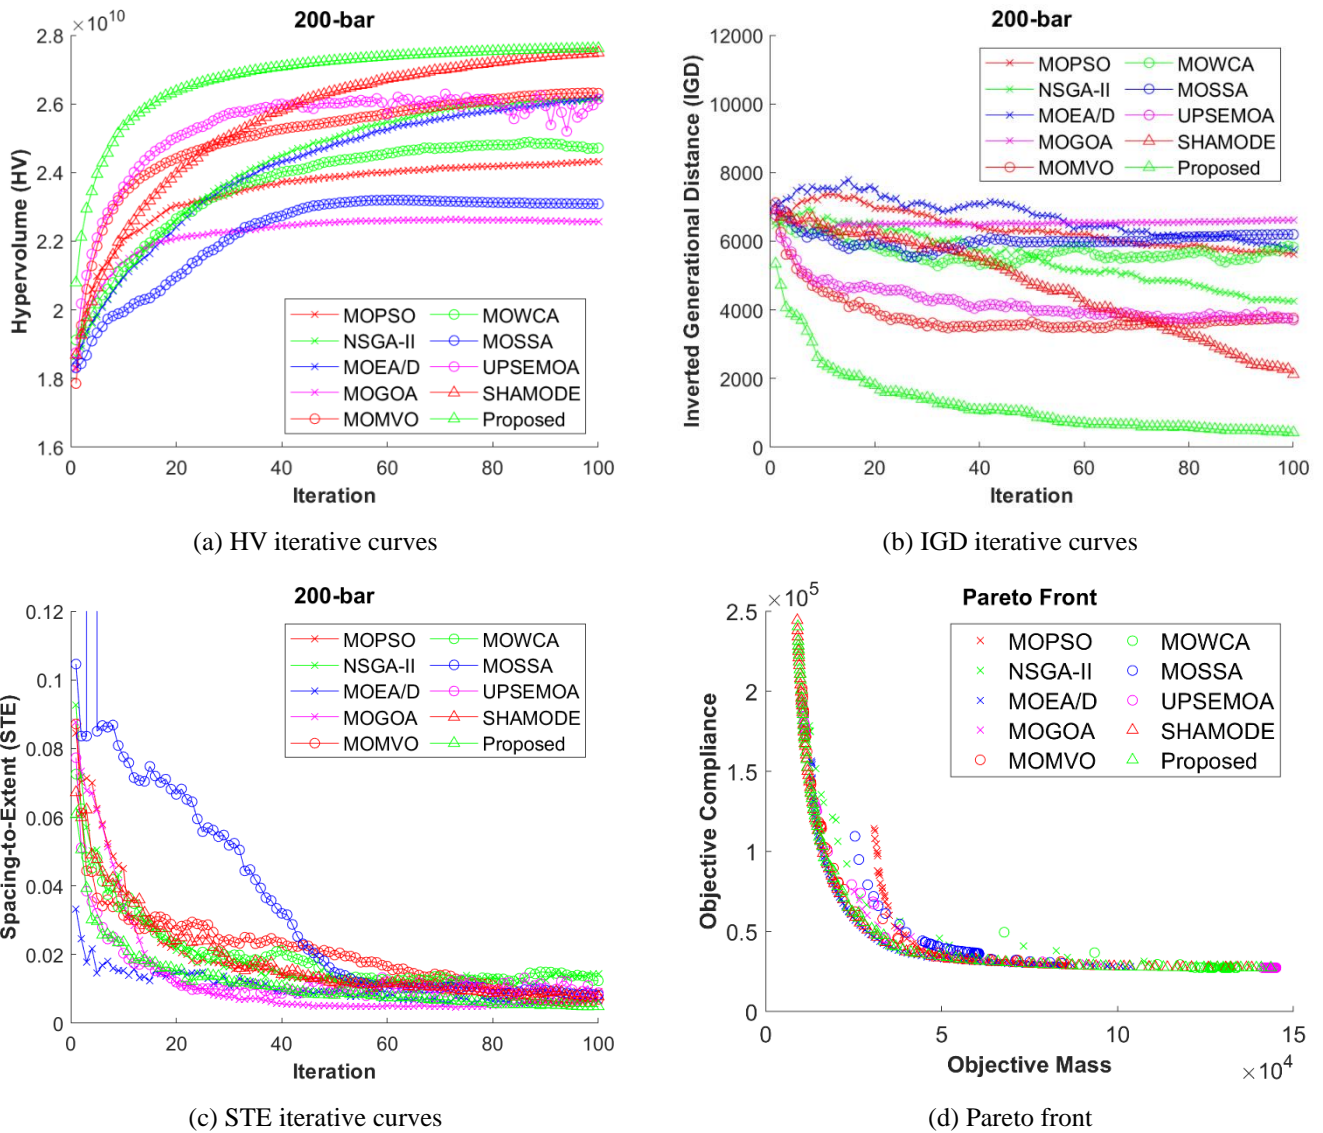 200-bar
× 10^10
Hypervolume (HV)
2.8
2.6
2.4
2.2
2
1.8
1.6
0 20 40 60 80 100
Iteration
MOPSO MOWCA
NSGA-II MOSSA
MOEA/D UPSEMOA
MOGOA SHAMODE
MOMVO Proposed
(a) HV iterative curves
200-bar
Inverted Generational Distance (IGD)
12000
10000
8000
6000
4000
2000
0
0 20 40 60 80 100
Iteration
MOPSO MOWCA
NSGA-II MOSSA
MOEA/D UPSEMOA
MOGOA SHAMODE
MOMVO Proposed
(b) IGD iterative curves
200-bar
Spacing-to-Extent (STE)
0.12
0.1
0.08
0.06
0.04
0.02
0
0 20 40 60 80 100
Iteration
MOPSO MOWCA
NSGA-II MOSSA
MOEA/D UPSEMOA
MOGOA SHAMODE
MOMVO Proposed
(c) STE iterative curves
Pareto Front
× 10^5
Objective Compliance
2.5
2
1.5
1
0.5
0
0 5 10 15
Objective Mass
× 10^4
MOPSO MOWCA
NSGA-II MOSSA
MOEA/D UPSEMOA
MOGOA SHAMODE
MOMVO Proposed
(d) Pareto front